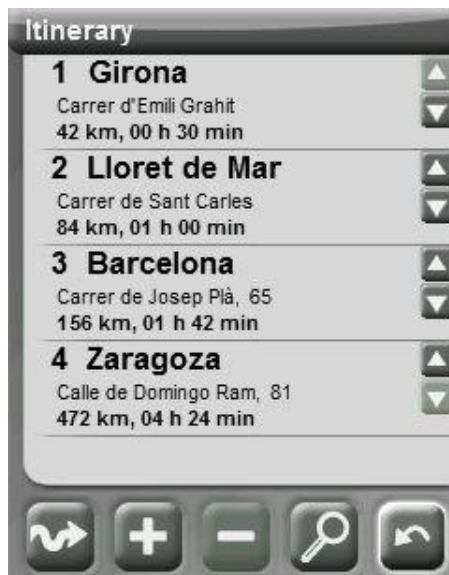 Itinerary
1 Girona
Carrer d'Emili Grahit
42 km, 00 h 30 min
2 Lloret de Mar
Carrer de Sant Carles
84 km, 01 h 00 min
3 Barcelona
Carrer de Josep Plà, 65
156 km, 01 h 42 min
4 Zaragoza
Calle de Domingo Ram, 81
472 km, 04 h 24 min